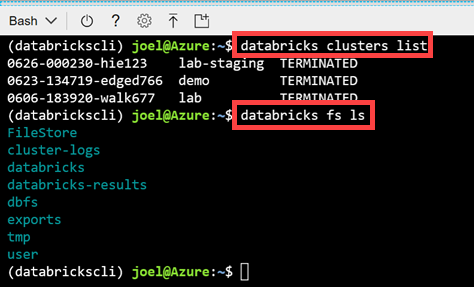 Bash
(databrickscli) joel@Azure:~$ databricks clusters list
0626-000230-hie123 lab-staging TERMINATED
0623-134719-edged766 demo TERMINATED
0606-183920-walk677 lab TERMINATED
(databrickscli) joel@Azure:~$ databricks fs ls
FileStore
cluster-logs
databricks
databricks-results
dbfs
exports
tmp
user
(databrickscli) joel@Azure:~$